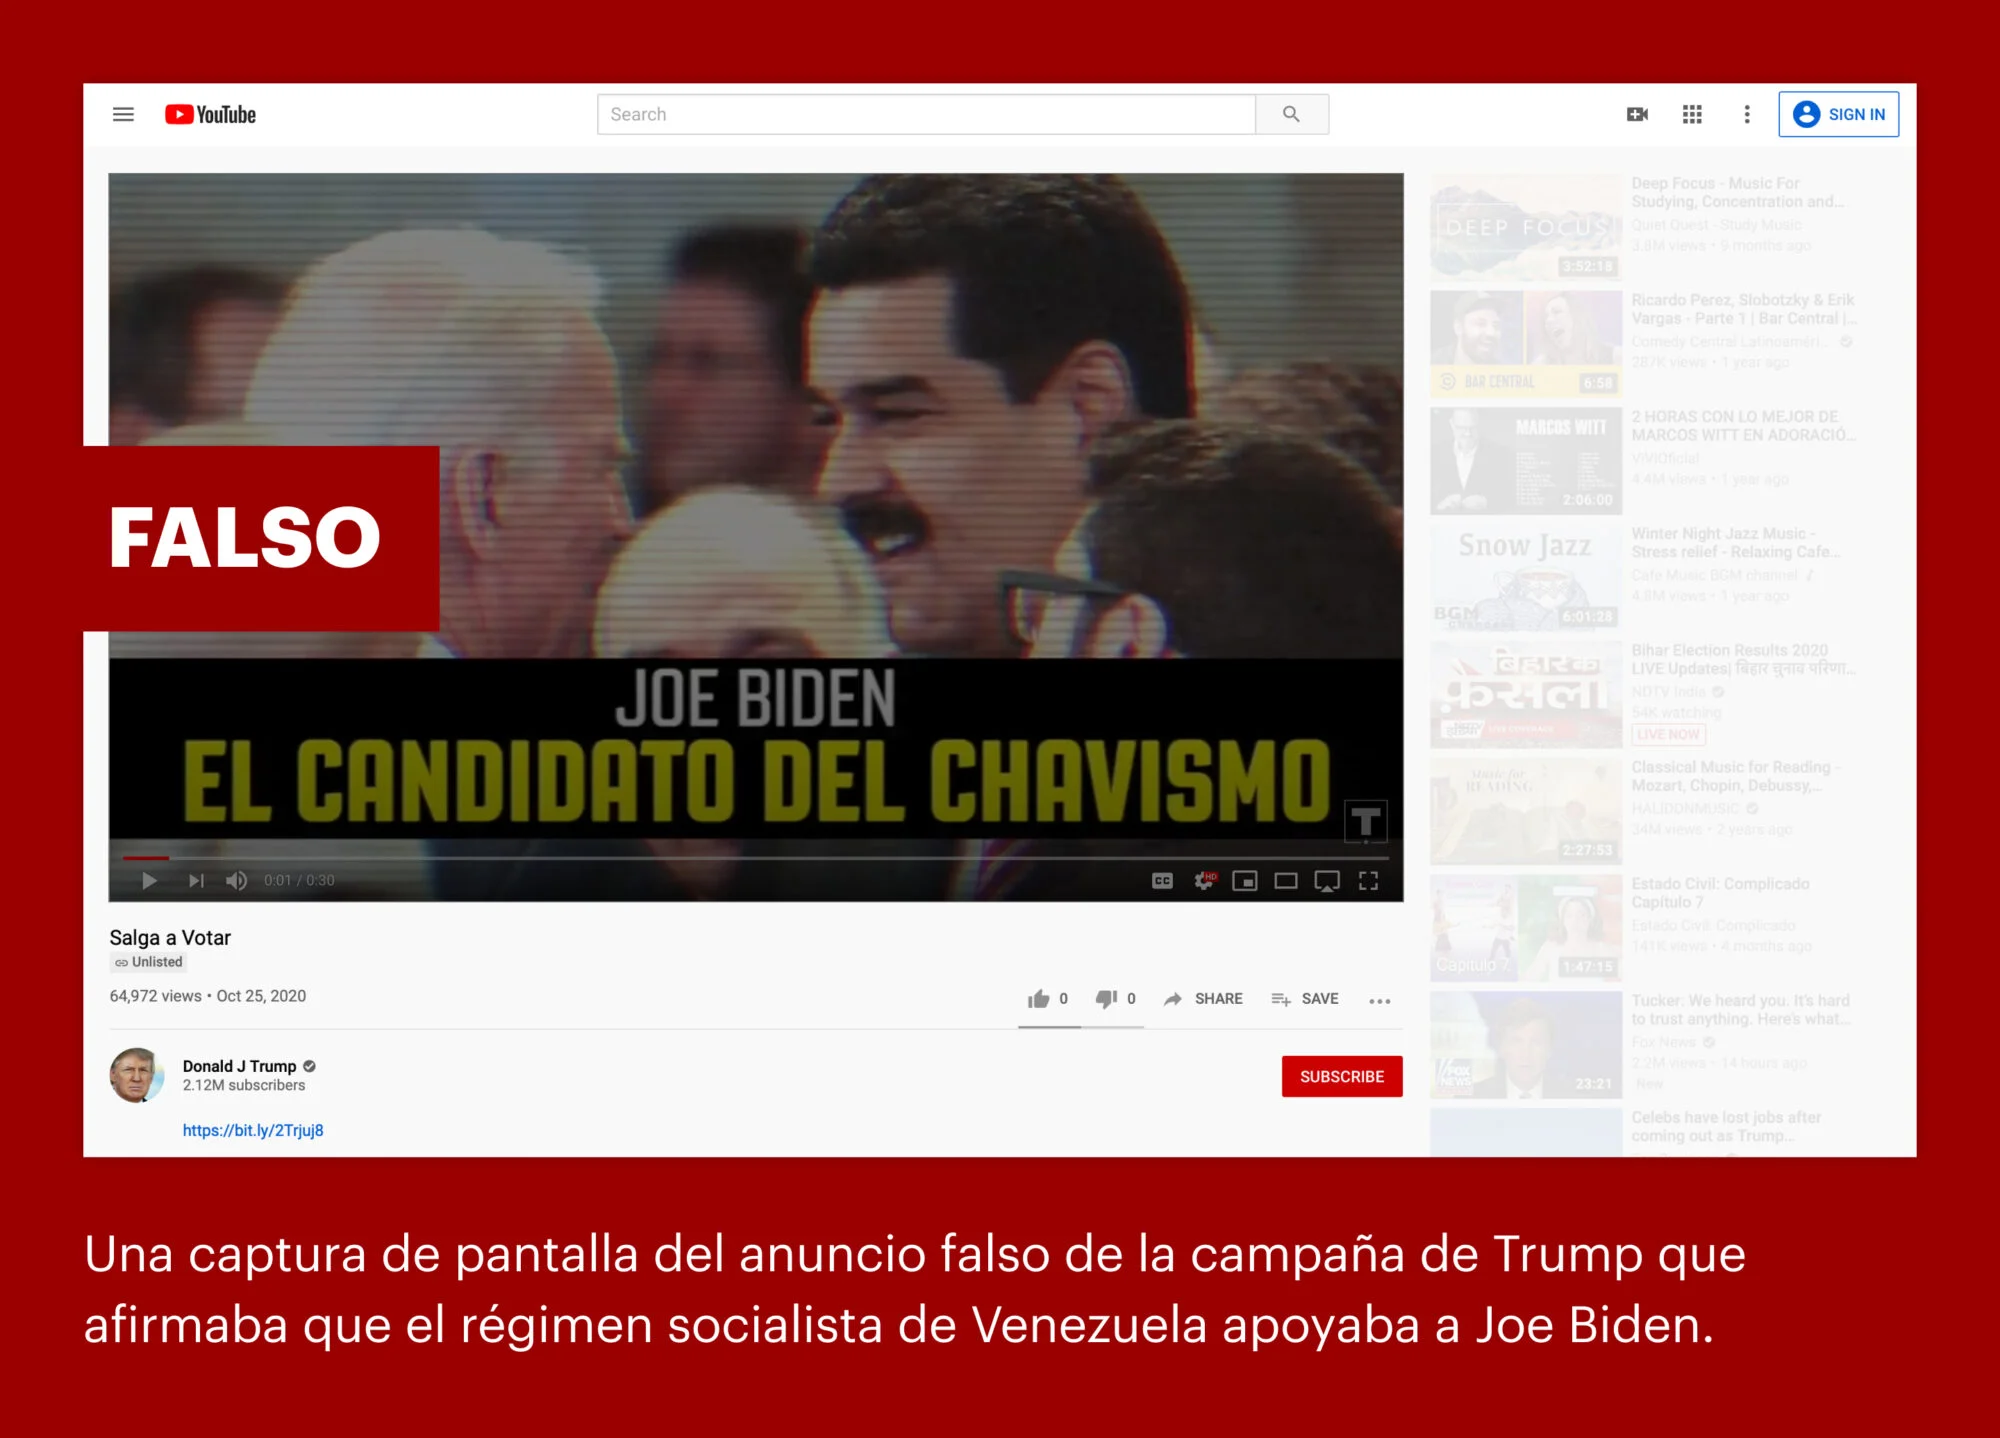 YouTube
Search
SIGN IN
FALSO
JOE BIDEN
EL CANDIDATO DEL CHAVISMO
T
0:01 / 0:30
CC
HD
Salga a Votar
Unlisted
64,972 views • Oct 25, 2020
0
0
SHARE
SAVE
Donald J Trump
2.12M subscribers
SUBSCRIBE
https://bit.ly/2Trjuj8
DEEP FOCUS
3:52:18
Deep Focus - Music For
Studying, Concentration and...
Quiet Quest - Study Music
3.8M views • 9 months ago
BAR CENTRAL
6:58
Ricardo Perez, Slobotzky & Erik
Vargas - Parte 1 | Bar Central |...
Comedy Central Latinoaméri...
287K views • 1 year ago
MARCOS WITT
2:06:00
2 HORAS CON LO MEJOR DE
MARCOS WITT EN ADORACIÓ...
4.4M views • 1 year ago
Snow Jazz
BGM
6:01:28
Winter Night Jazz Music -
Stress relief - Relaxing Cafe...
Cafe Music BGM channel
4.8M views • 1 year ago
बिहार का
फ़ैसला
Bihar Election Results 2020
LIVE Updates| बिहार चुनाव परिणा...
NDTV India
54K watching
LIVE NOW
Music for
READING
2:27:53
Classical Music for Reading -
Mozart, Chopin, Debussy,...
HALIDONMUSIC
34M views • 2 years ago
Capitulo 7
1:47:15
Estado Civil: Complicado
Capítulo 7
Estado Civil: Complicado
141K views • 4 months ago
FOX
NEWS
23:21
Tucker: We heard you. It's hard
to trust anything. Here's what...
Fox News
2.2M views • 14 hours ago
New
Celebs have lost jobs after
coming out as Trump...
Una captura de pantalla del anuncio falso de la campaña de Trump que
afirmaba que el régimen socialista de Venezuela apoyaba a Joe Biden.